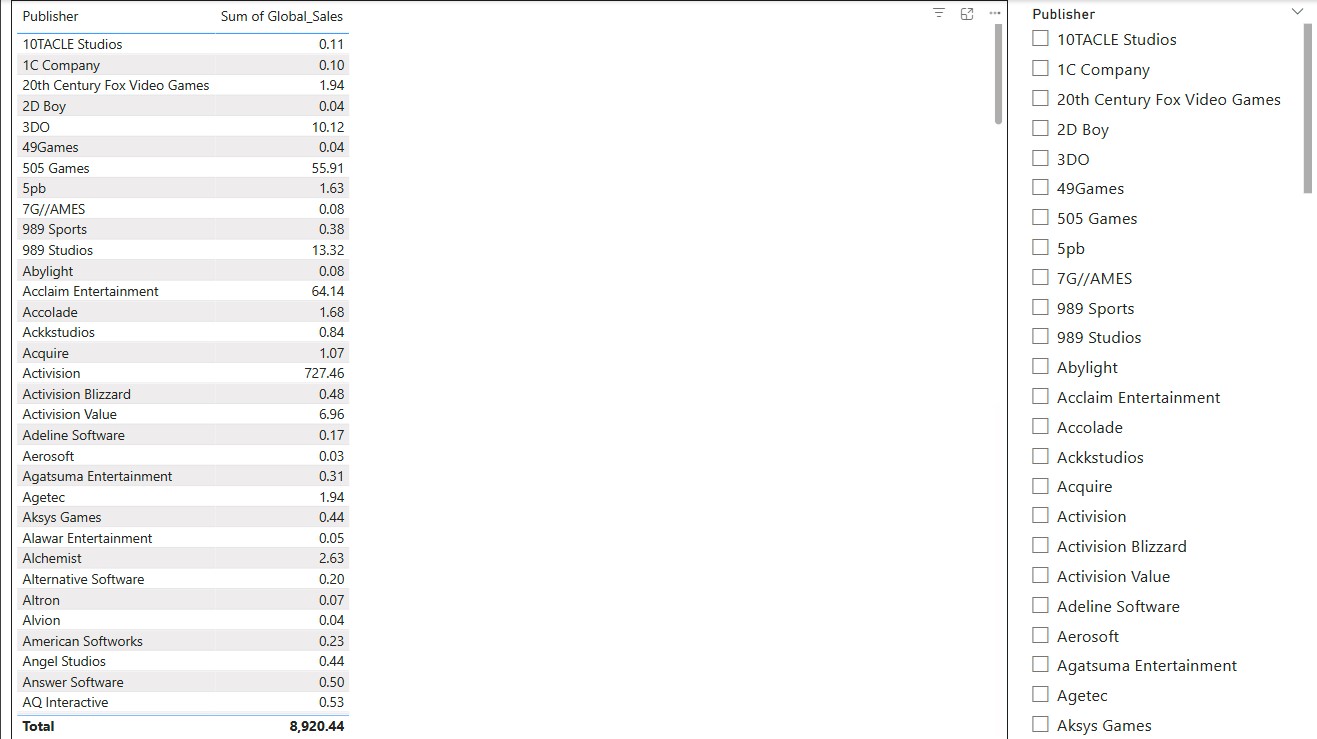 Publisher Sum of Global_Sales
10TACLE Studios 0.11
1C Company 0.10
20th Century Fox Video Games 1.94
2D Boy 0.04
3DO 10.12
49Games 0.04
505 Games 55.91
5pb 1.63
7G//AMES 0.08
989 Sports 0.38
989 Studios 13.32
Abylight 0.08
Acclaim Entertainment 64.14
Accolade 1.68
Ackkstudios 0.84
Acquire 1.07
Activision 727.46
Activision Blizzard 0.48
Activision Value 6.96
Adeline Software 0.17
Aerosoft 0.03
Agatsuma Entertainment 0.31
Agetec 1.94
Aksys Games 0.44
Alawar Entertainment 0.05
Alchemist 2.63
Alternative Software 0.20
Altron 0.07
Alvion 0.04
American Softworks 0.23
Angel Studios 0.44
Answer Software 0.50
AQ Interactive 0.53
Total 8,920.44
Publisher
10TACLE Studios
1C Company
20th Century Fox Video Games
2D Boy
3DO
49Games
505 Games
5pb
7G//AMES
989 Sports
989 Studios
Abylight
Acclaim Entertainment
Accolade
Ackkstudios
Acquire
Activision
Activision Blizzard
Activision Value
Adeline Software
Aerosoft
Agatsuma Entertainment
Agetec
Aksys Games